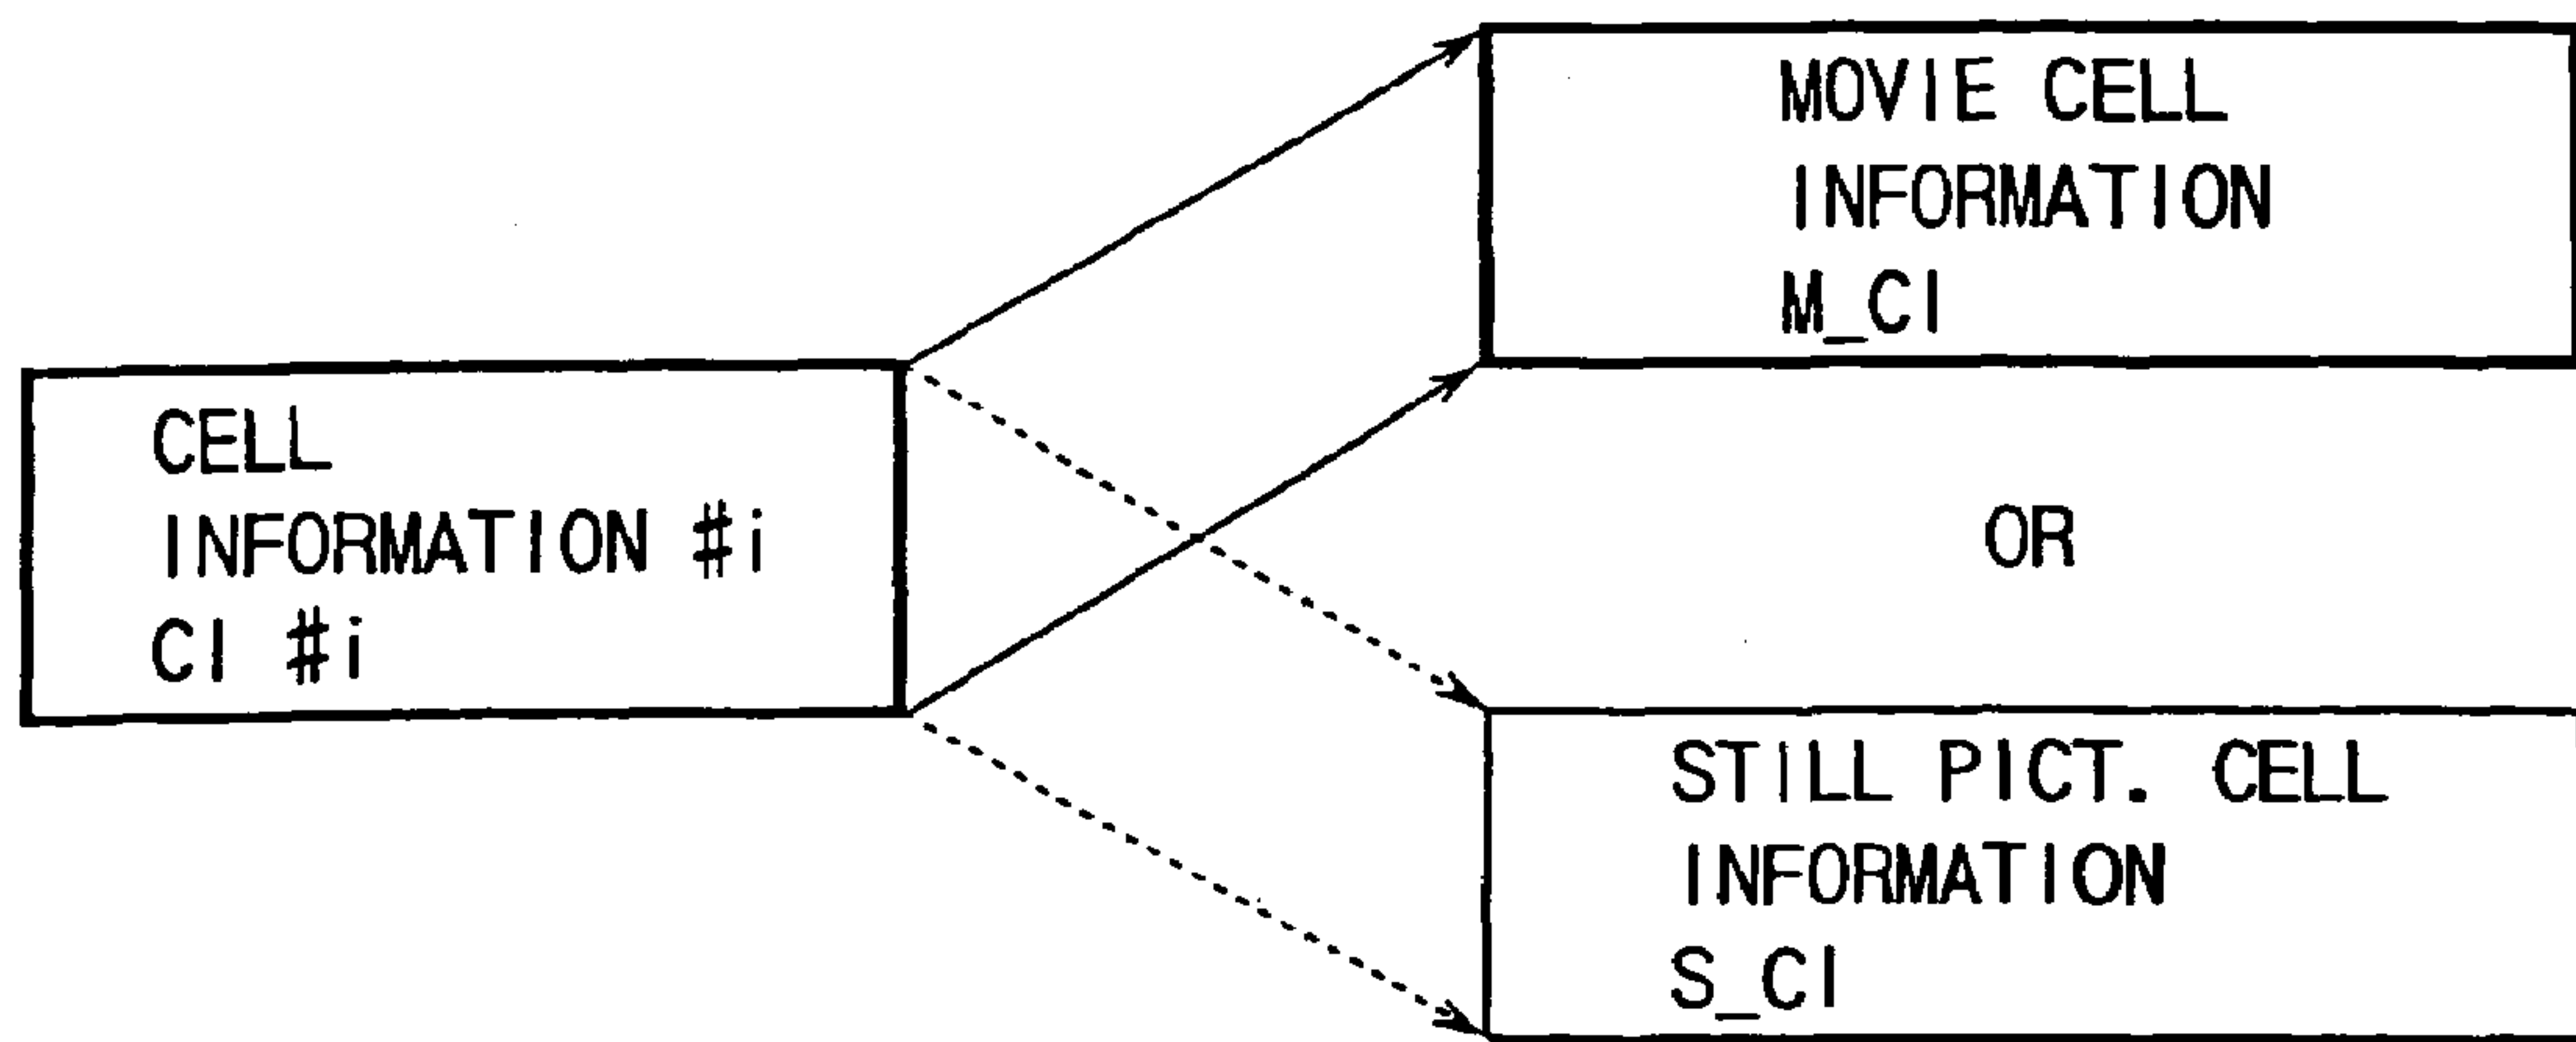 CELL
INFORMATION #i
CI #i
MOVIE CELL
INFORMATION
M_CI
OR
STILL PICT. CELL
INFORMATION
S_CI